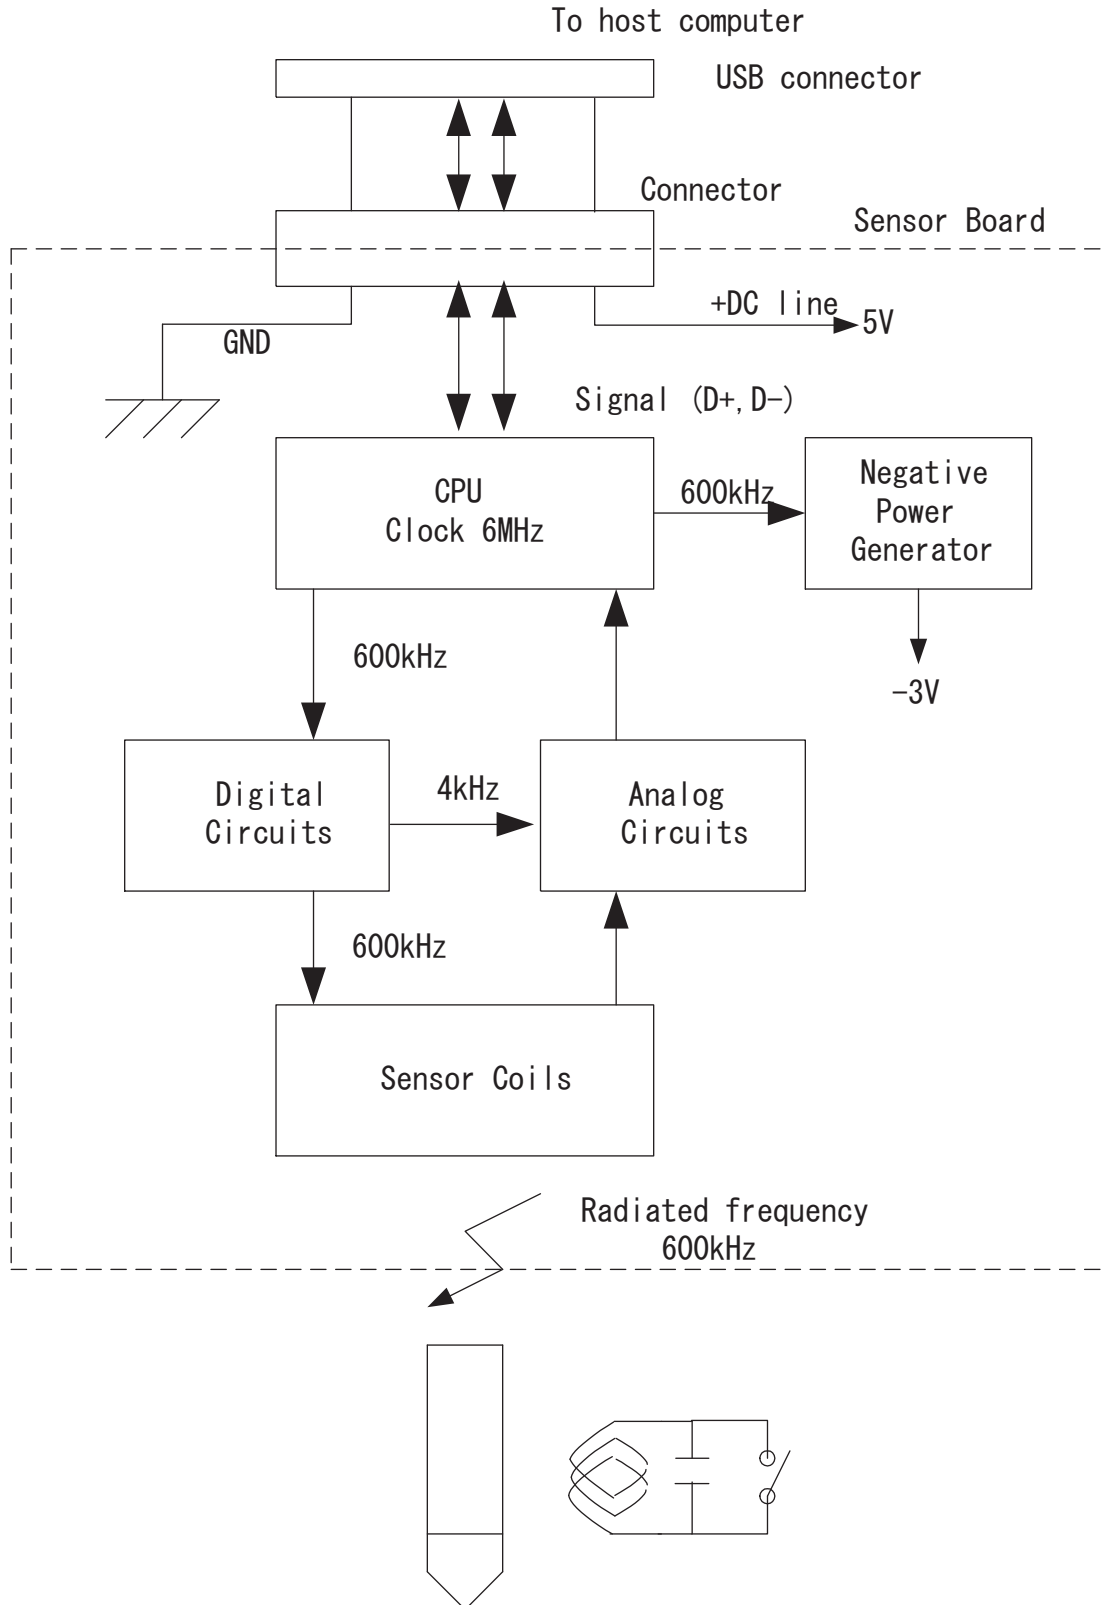 To host computer
USB connector
Connector
Sensor Board
+DC line
5V
GND
Signal (D+,D-)
CPU
Clock 6MHz
600kHz
Negative
Power
Generator
600kHz
-3V
Digital
Circuits
4kHz
Analog
Circuits
600kHz
Sensor Coils
Radiated frequency
600kHz